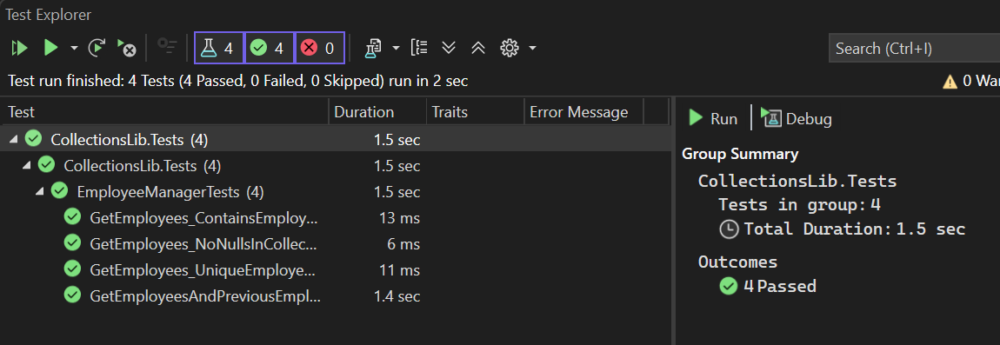 Test Explorer
4 4 0
Search (Ctrl+I)
Test run finished: 4 Tests (4 Passed, 0 Failed, 0 Skipped) run in 2 sec
0 War
Test Duration Traits Error Message
CollectionsLib.Tests (4) 1.5 sec
CollectionsLib.Tests (4) 1.5 sec
EmployeeManagerTests (4) 1.5 sec
GetEmployees_ContainsEmploy... 13 ms
GetEmployees_NoNullsInCollec... 6 ms
GetEmployees_UniqueEmploye... 11 ms
GetEmployeesAndPreviousEmpl... 1.4 sec
Run Debug
Group Summary
CollectionsLib.Tests
Tests in group: 4
Total Duration: 1.5 sec
Outcomes
4 Passed